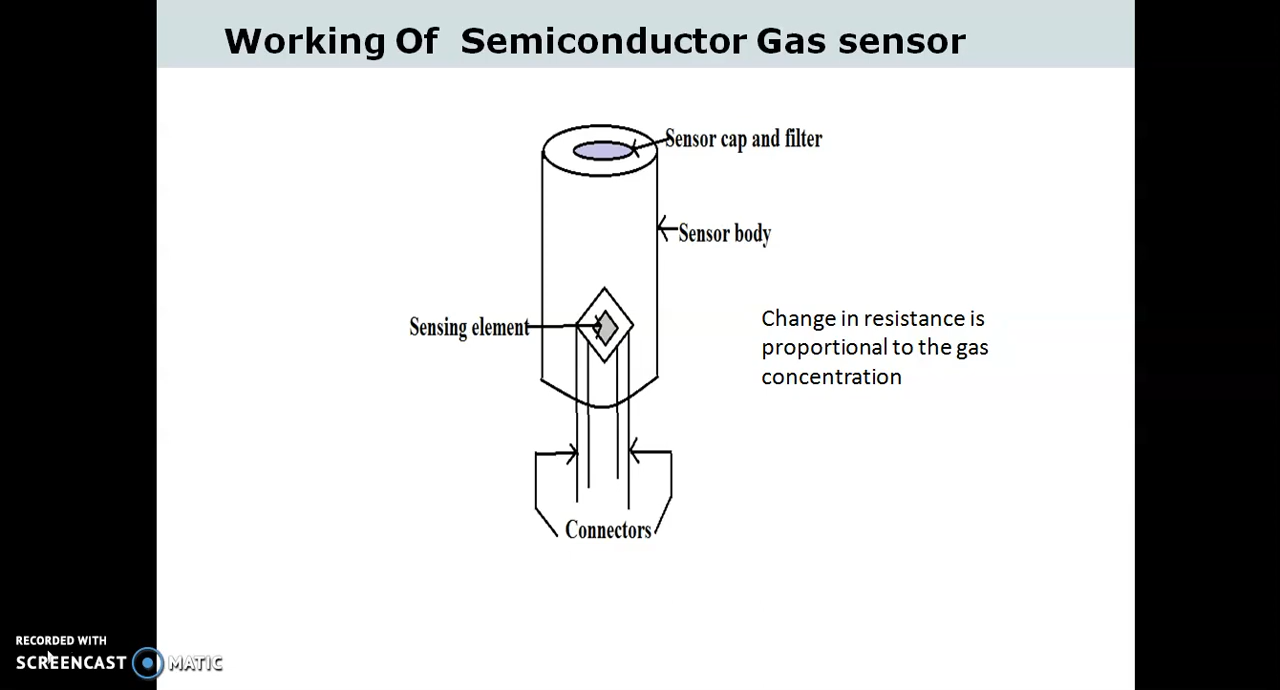 Working Of Semiconductor Gas sensor
Sensor cap and filter
Sensor body
Sensing element
Change in resistance is
proportional to the gas
concentration
Connectors
RECORDED WITH
SCREENCAST MATIC